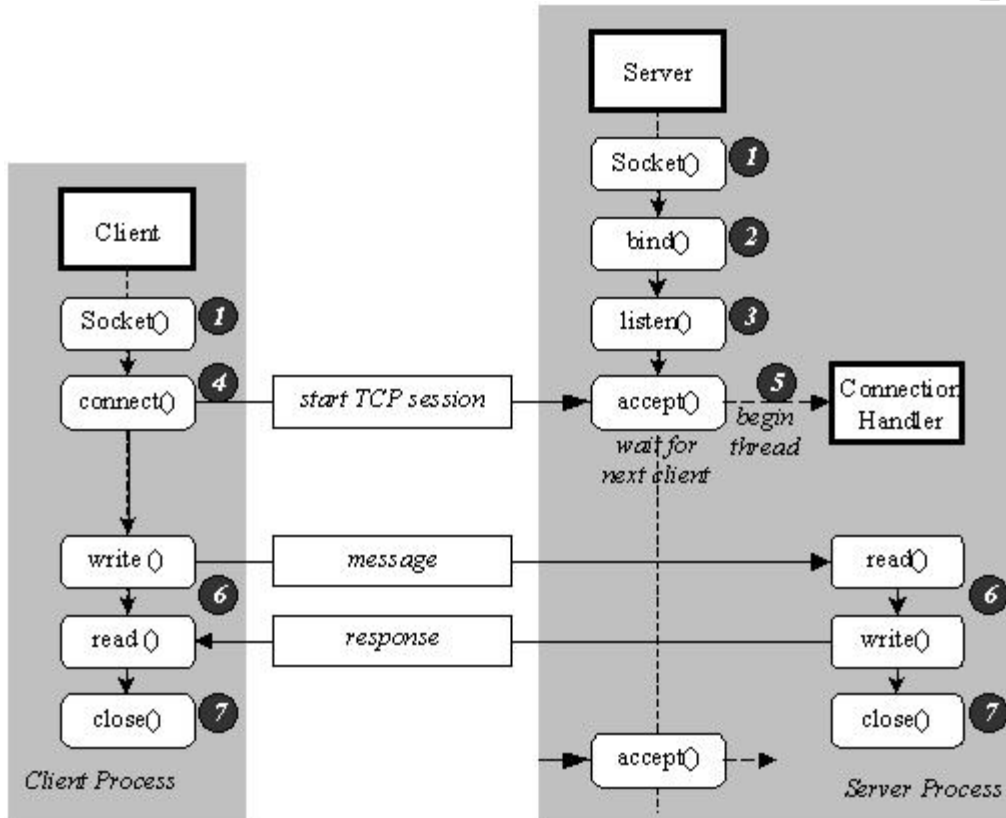 Server
Socket()
1
bind()
2
listen()
3
Client
Socket()
1
connect()
4
start TCP session
accept()
5
begin
thread
Connection
Handler
wait for
next client
write ()
message
read()
6
6
read ()
response
write()
close()
7
close()
7
accept()
Client Process
Server Process